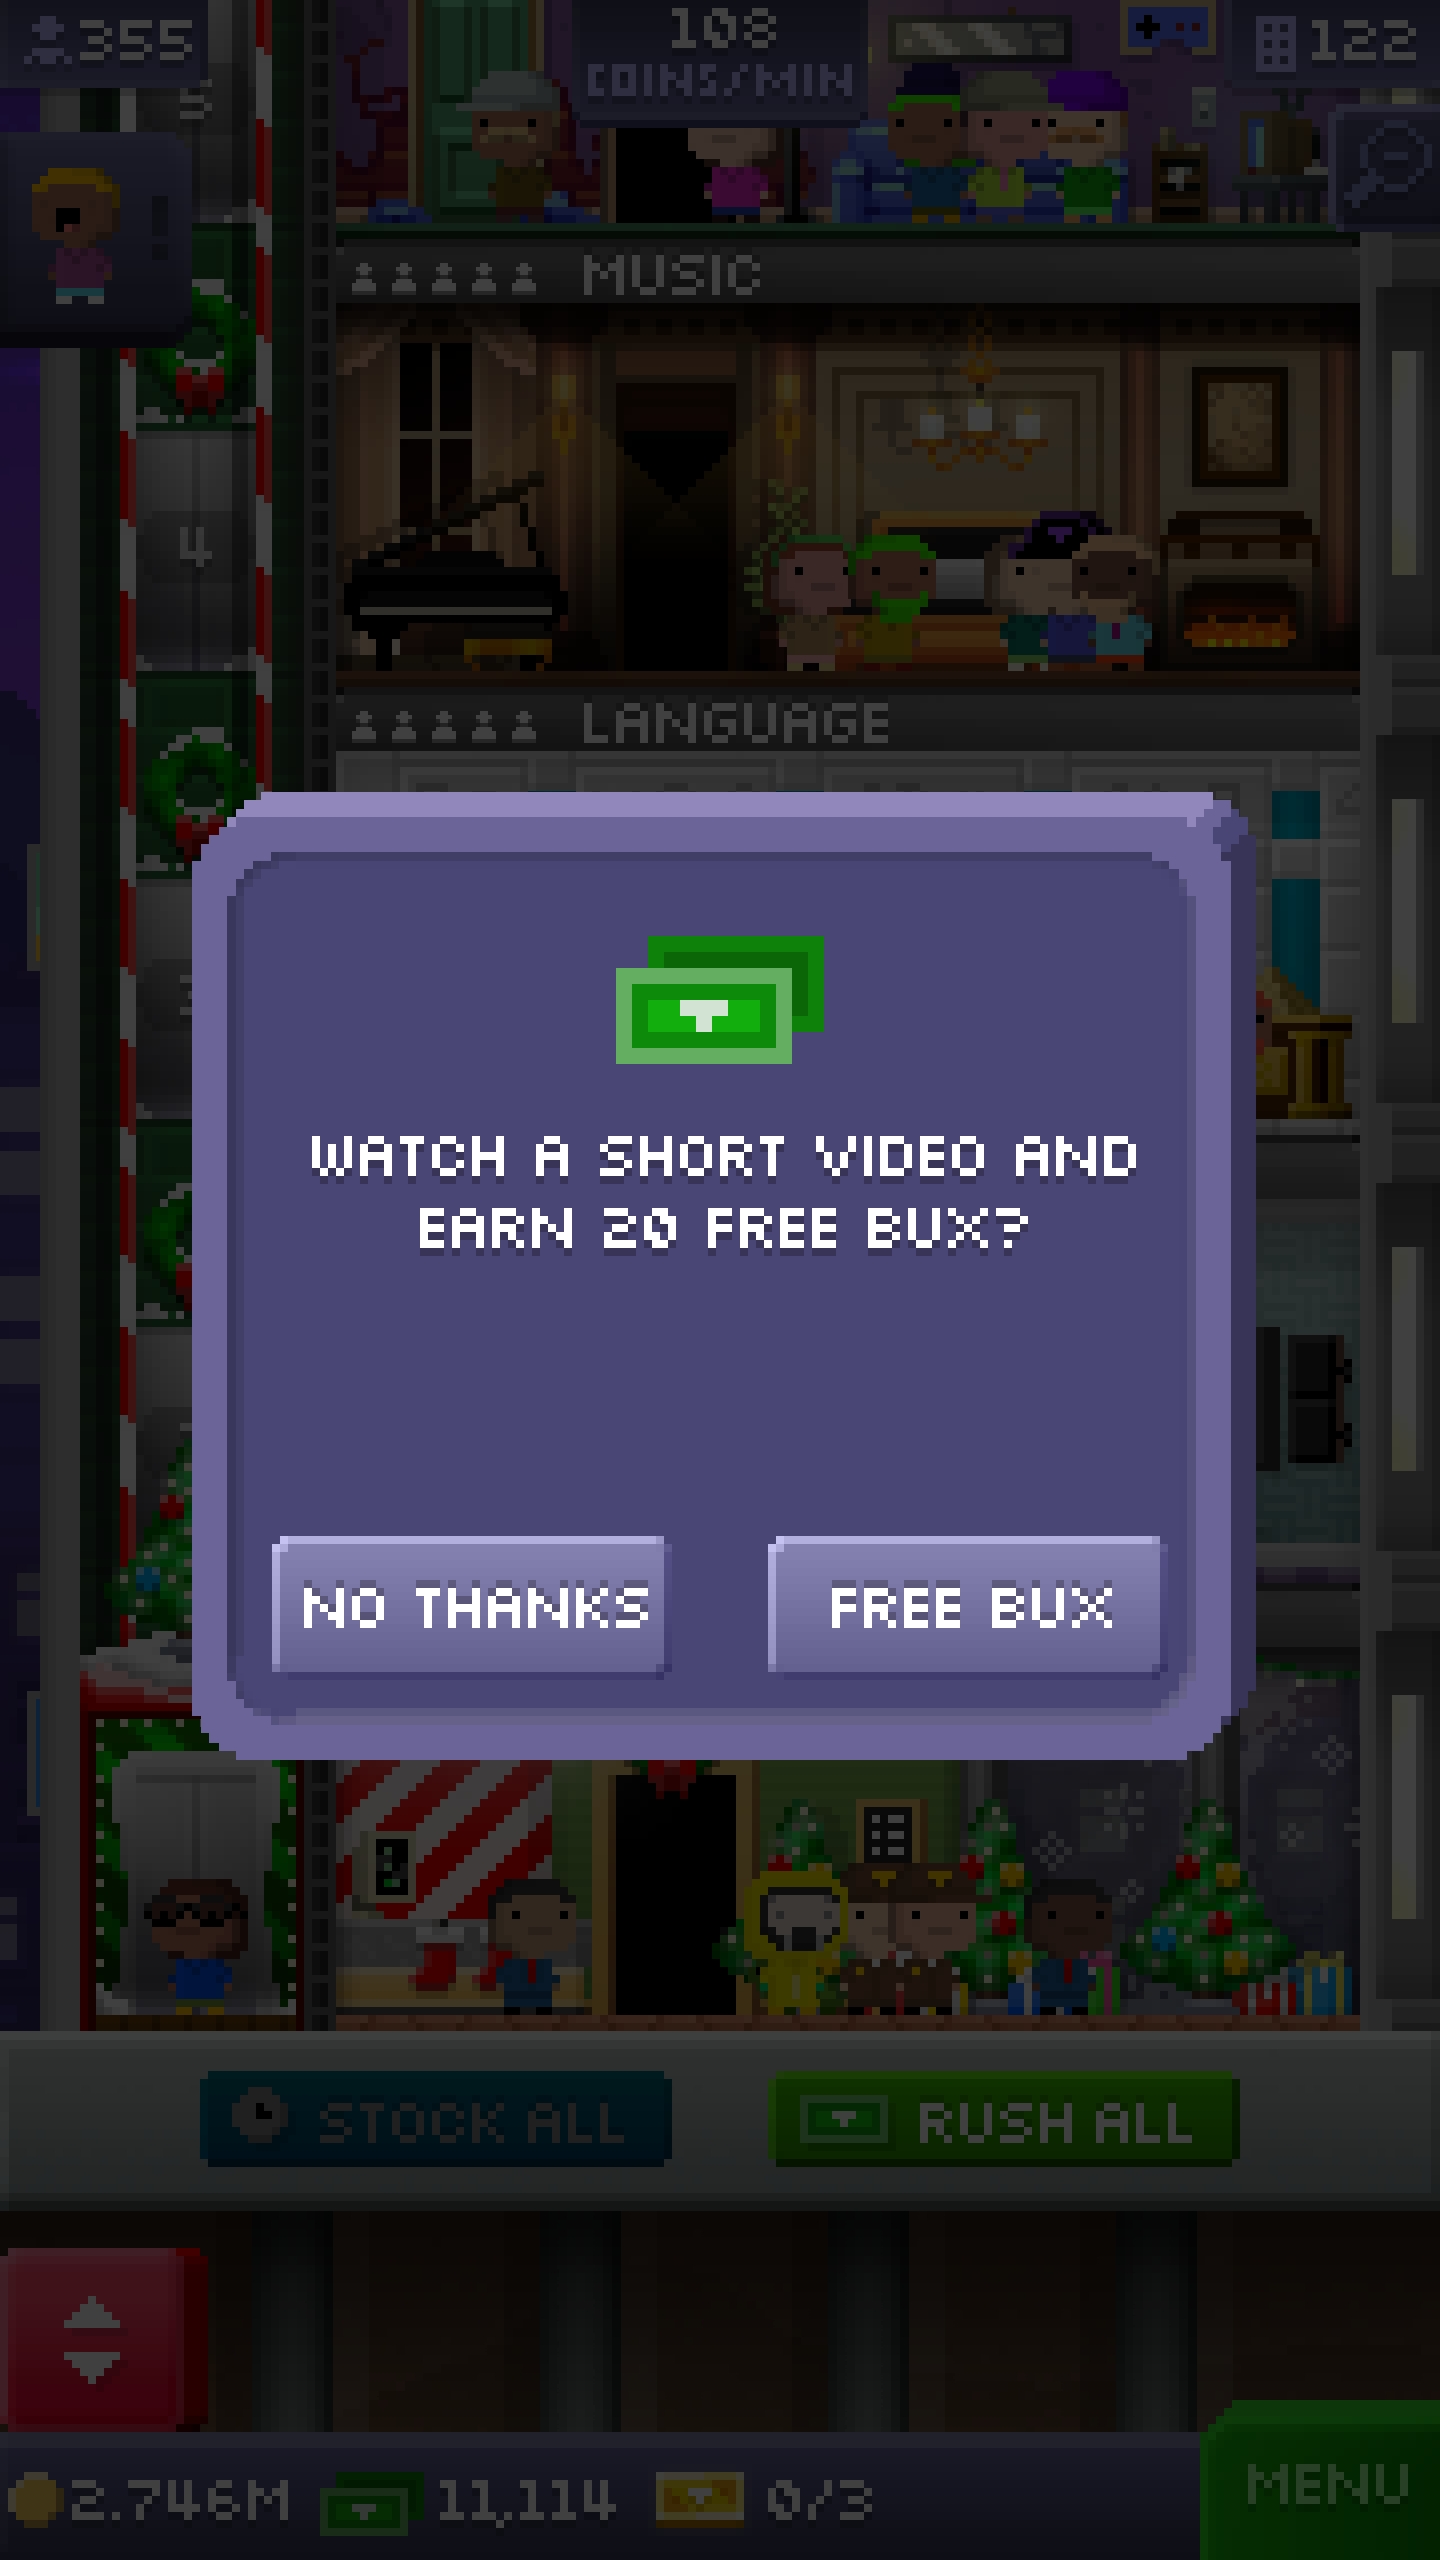 355
108
COINS/MIN
122
5
MUSIC
4
LANGUAGE
WATCH A SHORT VIDEO AND
EARN 20 FREE BUX?
NO THANKS
FREE BUX
STOCK ALL
RUSH ALL
2.746M
11,114
0/3
MENU